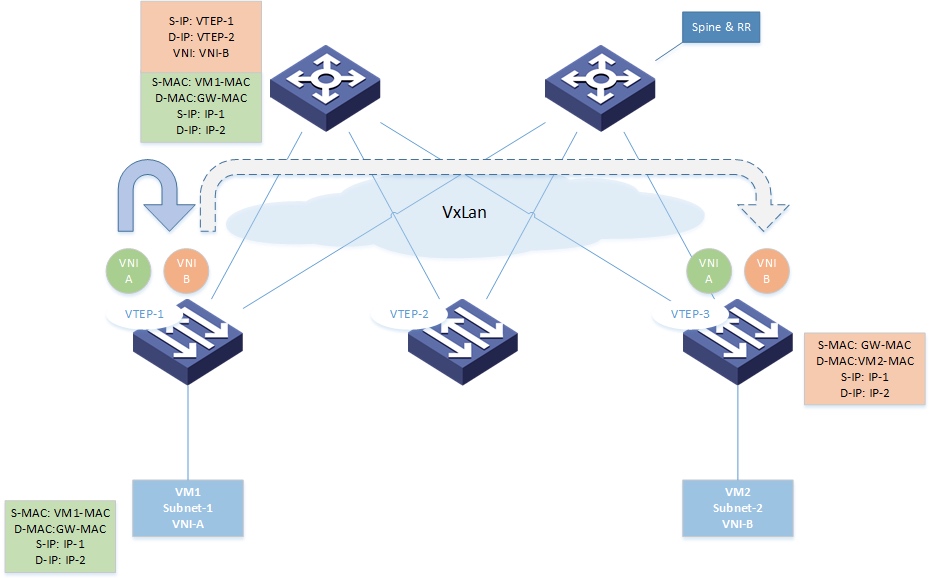 S-IP: VTEP-1
D-IP: VTEP-2
VNI: VNI-B
S-MAC: VM1-MAC
D-MAC:GW-MAC
S-IP: IP-1
D-IP: IP-2
Spine & RR
VxLan
VNI
A
VNI
B
VNI
A
VNI
B
VTEP-1
VTEP-2
VTEP-3
S-MAC: GW-MAC
D-MAC:VM2-MAC
S-IP: IP-1
D-IP: IP-2
VM1
Subnet-1
VNI-A
VM2
Subnet-2
VNI-B
S-MAC: VM1-MAC
D-MAC:GW-MAC
S-IP: IP-1
D-IP: IP-2